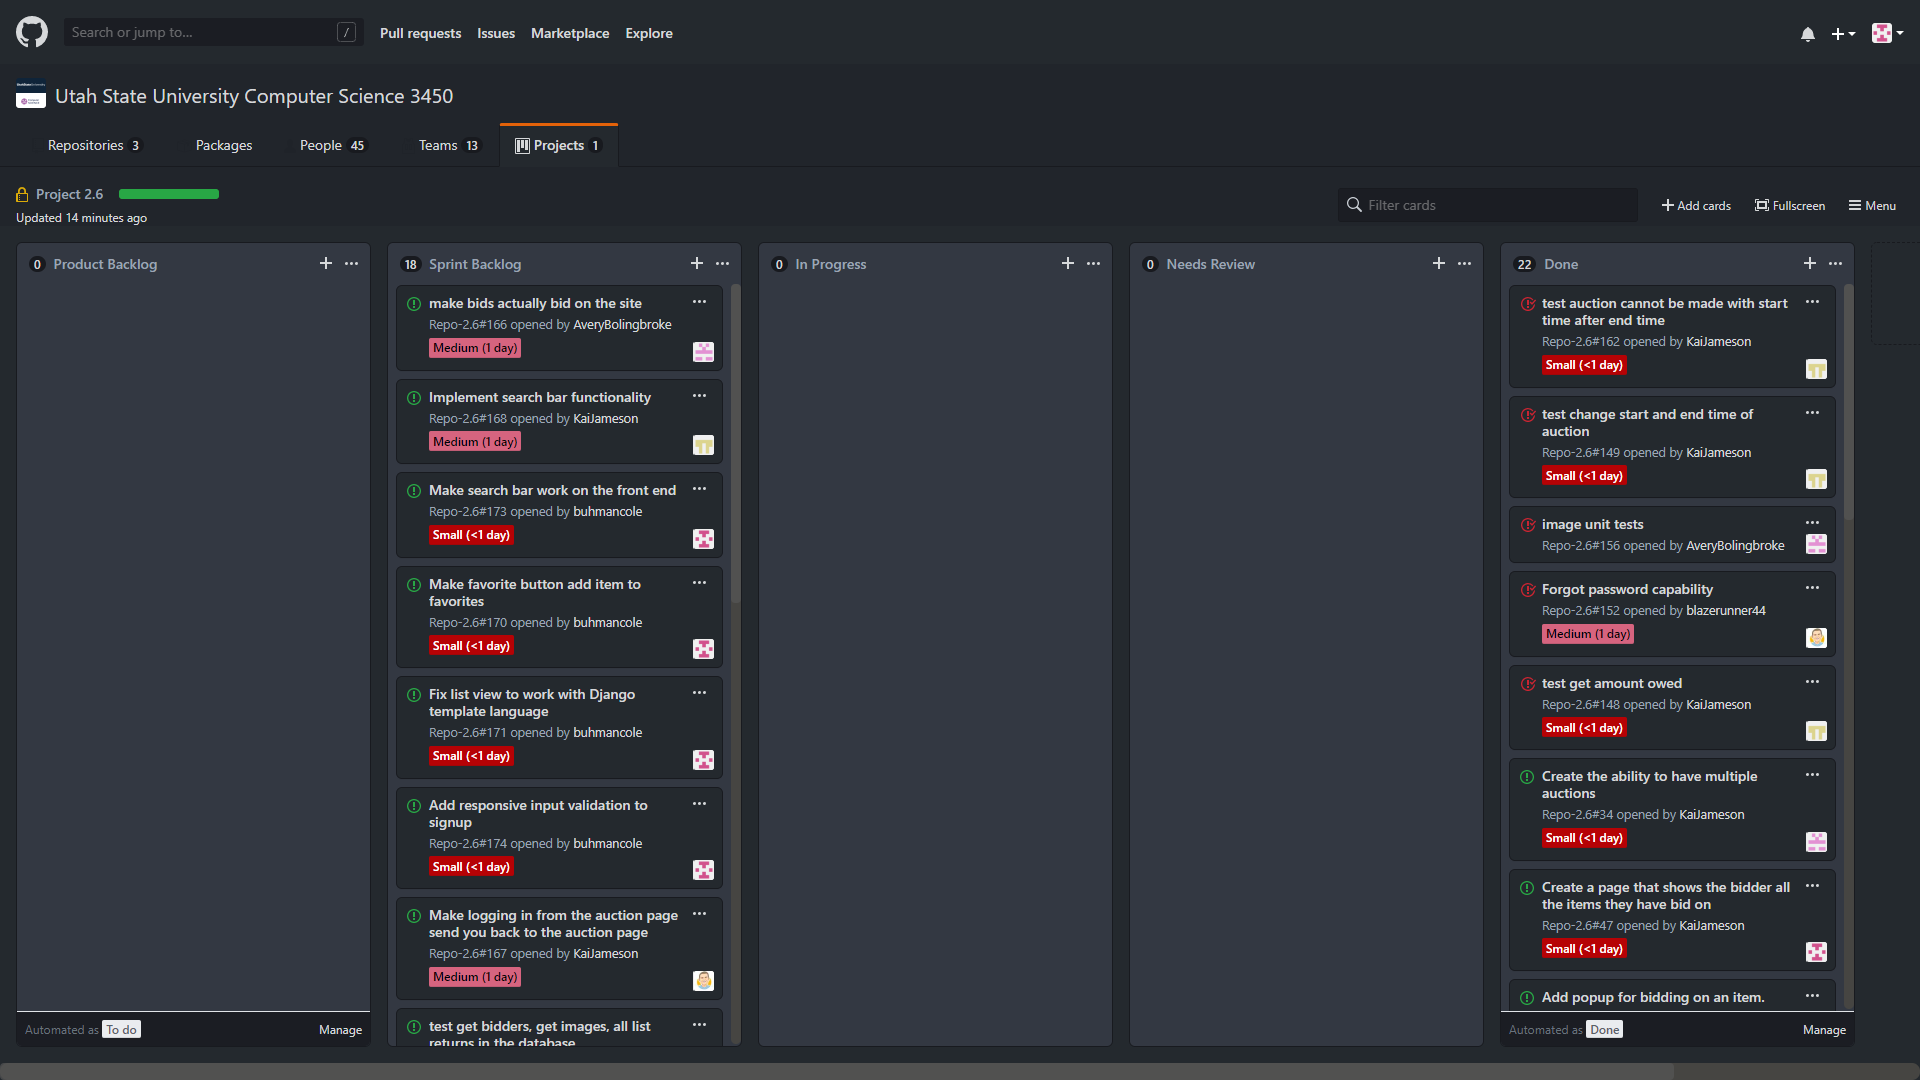 Search or jump to...
/
Pull requests
Issues
Marketplace
Explore
Utah State University Computer Science 3450
Repositories 3
Packages
People 45
Teams 13
Projects 1
Project 2.6
Updated 14 minutes ago
Filter cards
Add cards
Fullscreen
Menu
0 Product Backlog
Automated as To do
Manage
18 Sprint Backlog
make bids actually bid on the site
Repo-2.6#166 opened by AveryBolingbroke
Medium (1 day)
Implement search bar functionality
Repo-2.6#168 opened by KaiJameson
Medium (1 day)
Make search bar work on the front end
Repo-2.6#173 opened by buhmancole
Small (<1 day)
Make favorite button add item to
favorites
Repo-2.6#170 opened by buhmancole
Small (<1 day)
Fix list view to work with Django
template language
Repo-2.6#171 opened by buhmancole
Small (<1 day)
Add responsive input validation to
signup
Repo-2.6#174 opened by buhmancole
Small (<1 day)
Make logging in from the auction page
send you back to the auction page
Repo-2.6#167 opened by KaiJameson
Medium (1 day)
test get bidders, get images, all list
returns in the database
0 In Progress
0 Needs Review
22 Done
test auction cannot be made with start
time after end time
Repo-2.6#162 opened by KaiJameson
Small (<1 day)
test change start and end time of
auction
Repo-2.6#149 opened by KaiJameson
Small (<1 day)
image unit tests
Repo-2.6#156 opened by AveryBolingbroke
Forgot password capability
Repo-2.6#152 opened by blazerunner44
Medium (1 day)
test get amount owed
Repo-2.6#148 opened by KaiJameson
Small (<1 day)
Create the ability to have multiple
auctions
Repo-2.6#34 opened by KaiJameson
Small (<1 day)
Create a page that shows the bidder all
the items they have bid on
Repo-2.6#47 opened by KaiJameson
Small (<1 day)
Add popup for bidding on an item.
Automated as Done
Manage